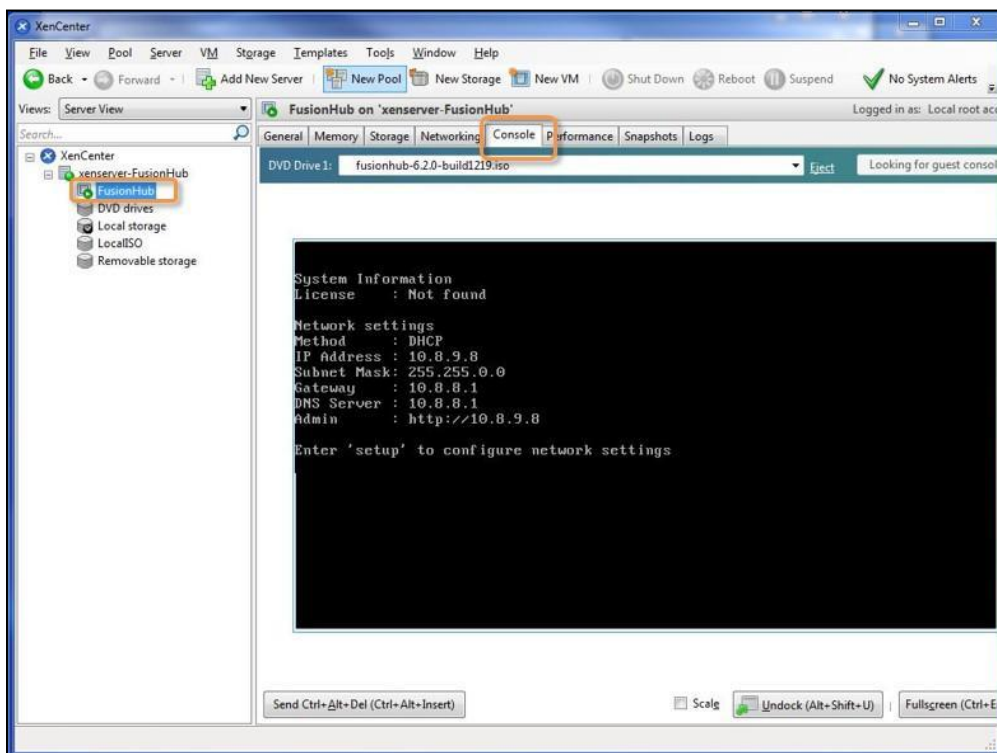 XenCenter
File View Pool Server VM Storage Templates Tools Window Help
Back Forward Add New Server New Pool New Storage New VM Shut Down Reboot Suspend No System Alerts
Views: Server View
FusionHub on 'xenserver-FusionHub'
Logged in as: Local root acc
Search...
General Memory Storage Networking Console Performance Snapshots Logs
XenCenter
xenserver-FusionHub
FusionHub
DVD drives
Local storage
LocalISO
Removable storage
DVD Drive 1: fusionhub-6.2.0-build1219.iso Eject Looking for guest consol
System Information
License : Not found
Network settings
Method : DHCP
IP Address : 10.8.9.8
Subnet Mask: 255.255.0.0
Gateway : 10.8.8.1
DNS Server : 10.8.8.1
Admin : http://10.8.9.8
Enter 'setup' to configure network settings
Send Ctrl+Alt+Del (Ctrl+Alt+Insert) Scale Undock (Alt+Shift+U) Fullscreen (Ctrl+E